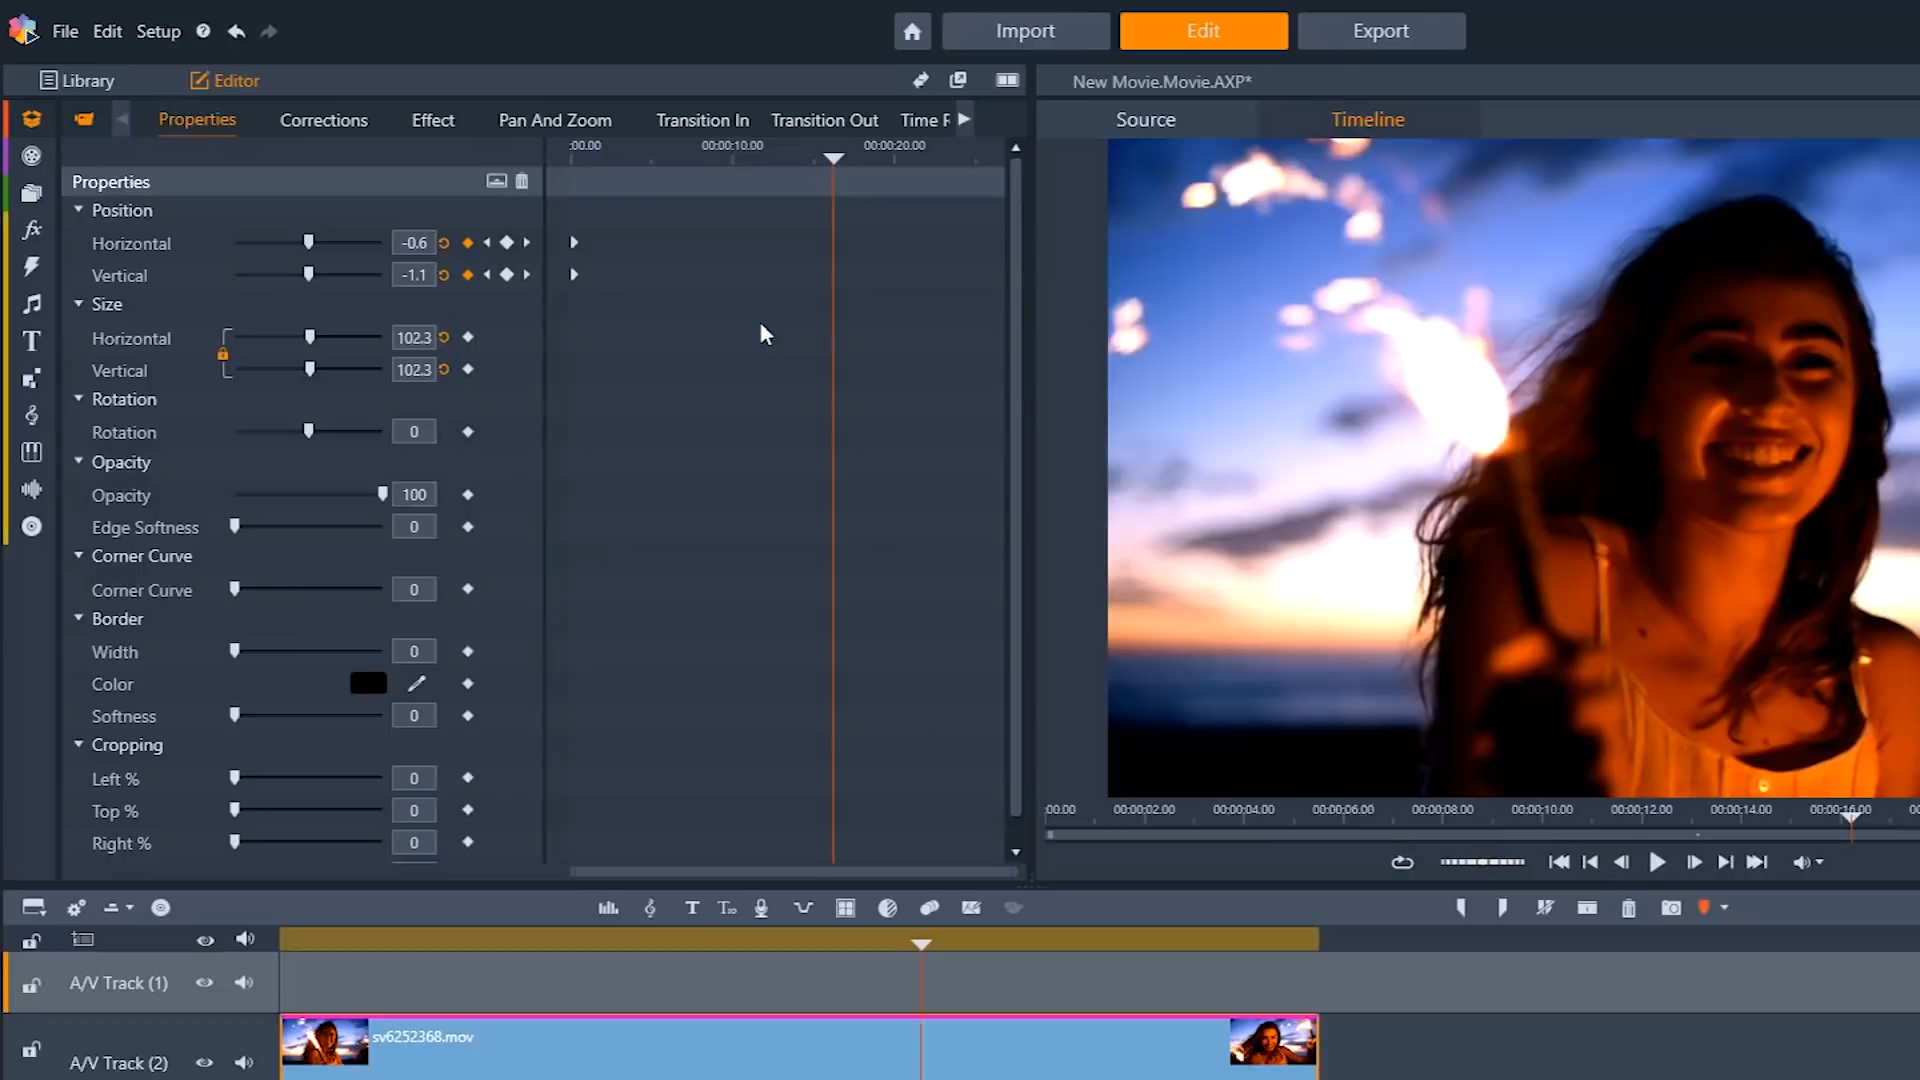 File Edit Setup
Import Edit Export
Library Editor
New Movie.Movie.AXP*
Properties Corrections Effect Pan And Zoom Transition In Transition Out Time
Source Timeline
:00.00 00:00:10.00 00:00:20.00
Properties
Position
Horizontal -0.6
Vertical -1.1
Size
Horizontal 102.3
Vertical 102.3
Rotation
Rotation 0
Opacity
Opacity 100
Edge Softness 0
Corner Curve
Corner Curve 0
Border
Width 0
Color
Softness 0
Cropping
Left % 0
Top % 0
Right % 0
:00.00 00:00:02.00 00:00:04.00 00:00:06.00 00:00:08.00 00:00:10.00 00:00:12.00 00:00:14.00 00:00:16.00
A/V Track (1)
sv6252368.mov
A/V Track (2)